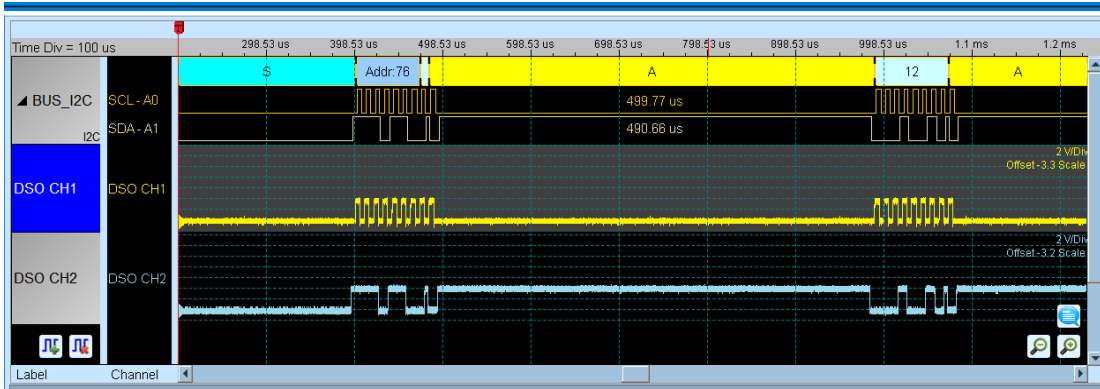 Time Div = 100 us
298.53 us 398.53 us 498.53 us 598.53 us 698.53 us 798.53 us 898.53 us 998.53 us 1.1 ms 1.2 ms
T
S Addr:76 A 12 A
BUS_I2C SCL-A0 499.77 us
I2C SDA-A1 490.66 us
2 V/Div
Offset-3.3 Scale
DSO CH1 DSO CH1
2 V/Div
Offset-3.2 Scale
DSO CH2 DSO CH2
Label Channel